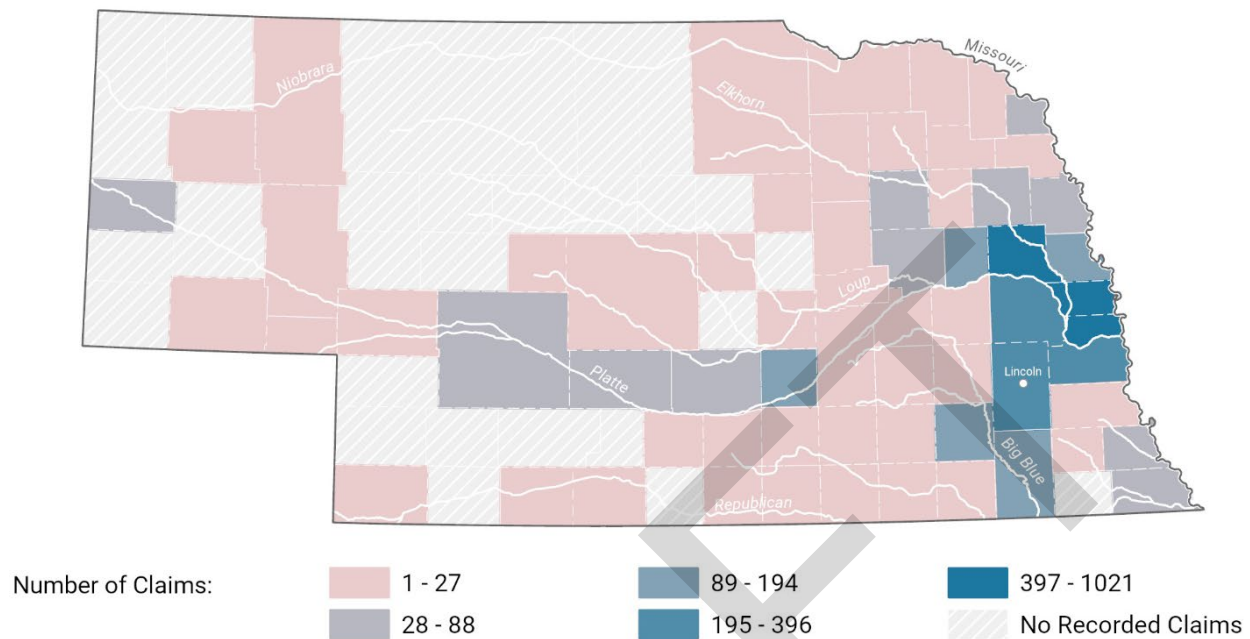 Missouri
Niobrara
Elkhorn
Loup
Platte
Lincoln
Big Blue
Republican
Number of Claims:
1 - 27
89 - 194
397 - 1021
28 - 88
195 - 396
No Recorded Claims